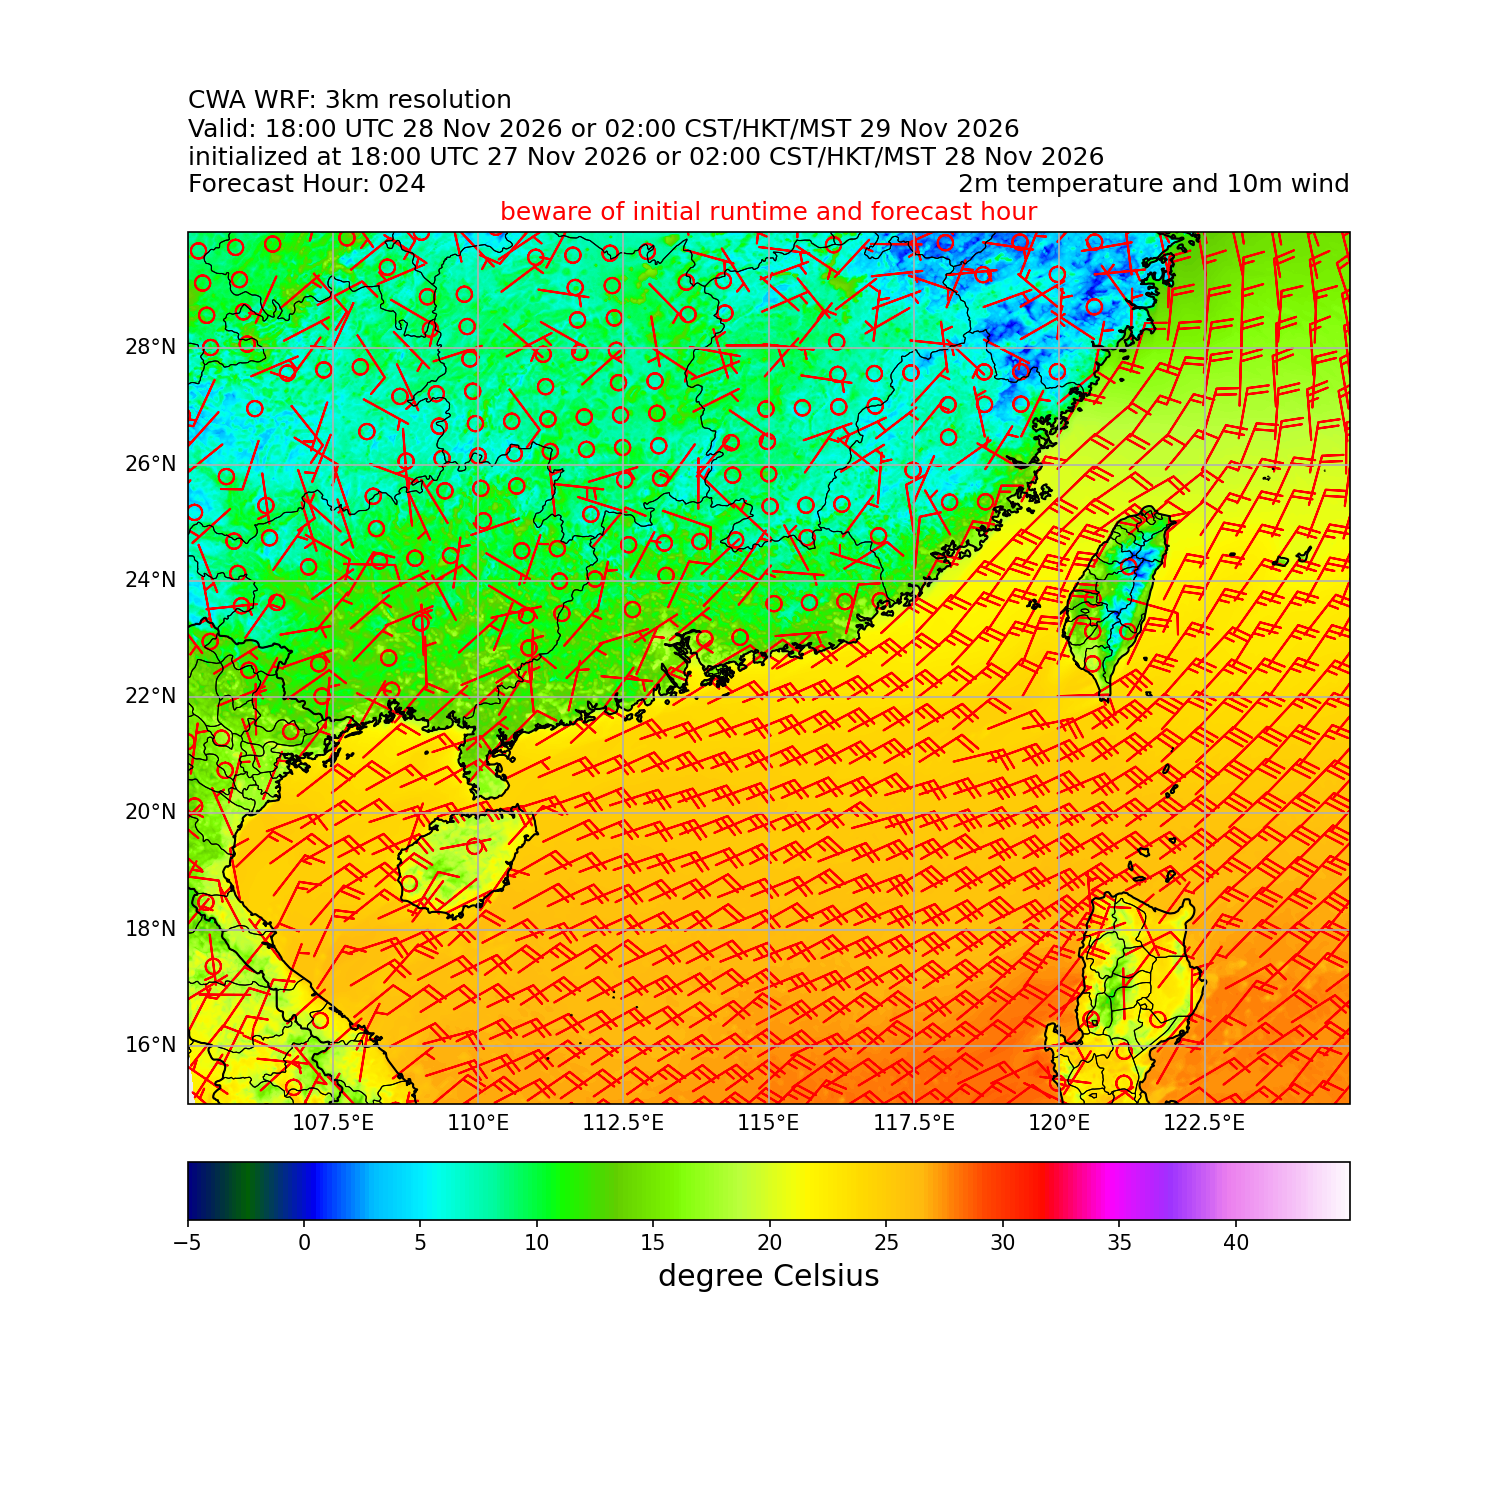 CWA WRF: 3km resolution
Valid: 18:00 UTC 28 Nov 2026 or 02:00 CST/HKT/MST 29 Nov 2026
initialized at 18:00 UTC 27 Nov 2026 or 02:00 CST/HKT/MST 28 Nov 2026
Forecast Hour: 024 2m temperature and 10m wind
beware of initial runtime and forecast hour
28°N
26°N
24°N
22°N
20°N
18°N
16°N
107.5°E 110°E 112.5°E 115°E 117.5°E 120°E 122.5°E
−5 0 5 10 15 20 25 30 35 40
degree Celsius